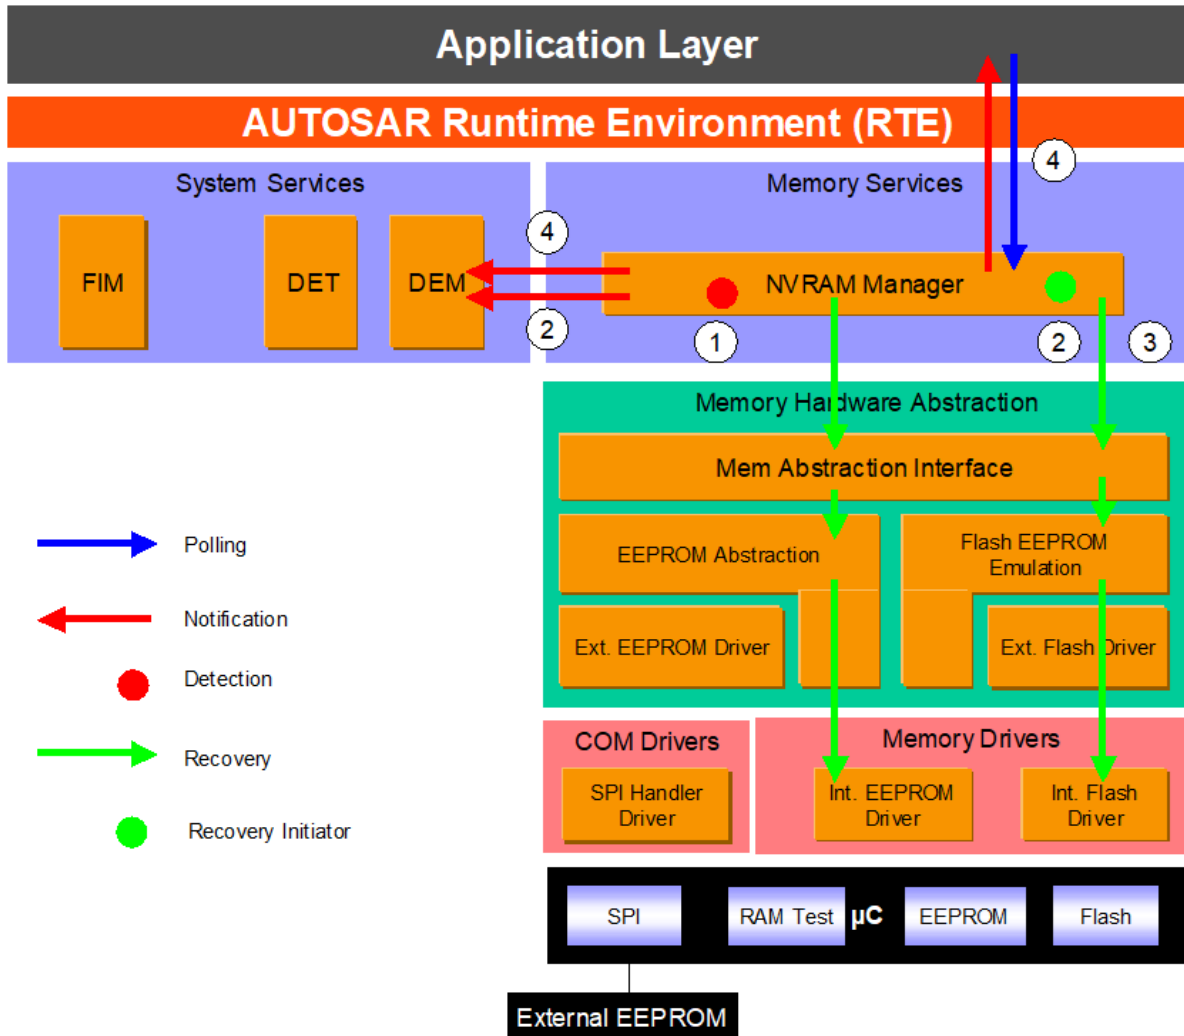 Application Layer
AUTOSAR Runtime Environment (RTE)
4
System Services
Memory Services
4
FIM
DET
DEM
NVRAM Manager
2
1
2
3
Memory Hardware Abstraction
Mem Abstraction Interface
EEPROM Abstraction
Flash EEPROM
Emulation
Ext. EEPROM Driver
Ext. Flash Driver
Polling
Notification
Detection
Recovery
Recovery Initiator
COM Drivers
Memory Drivers
SPI Handler
Driver
Int. EEPROM
Driver
Int. Flash
Driver
SPI
RAM Test
µC
EEPROM
Flash
External EEPROM